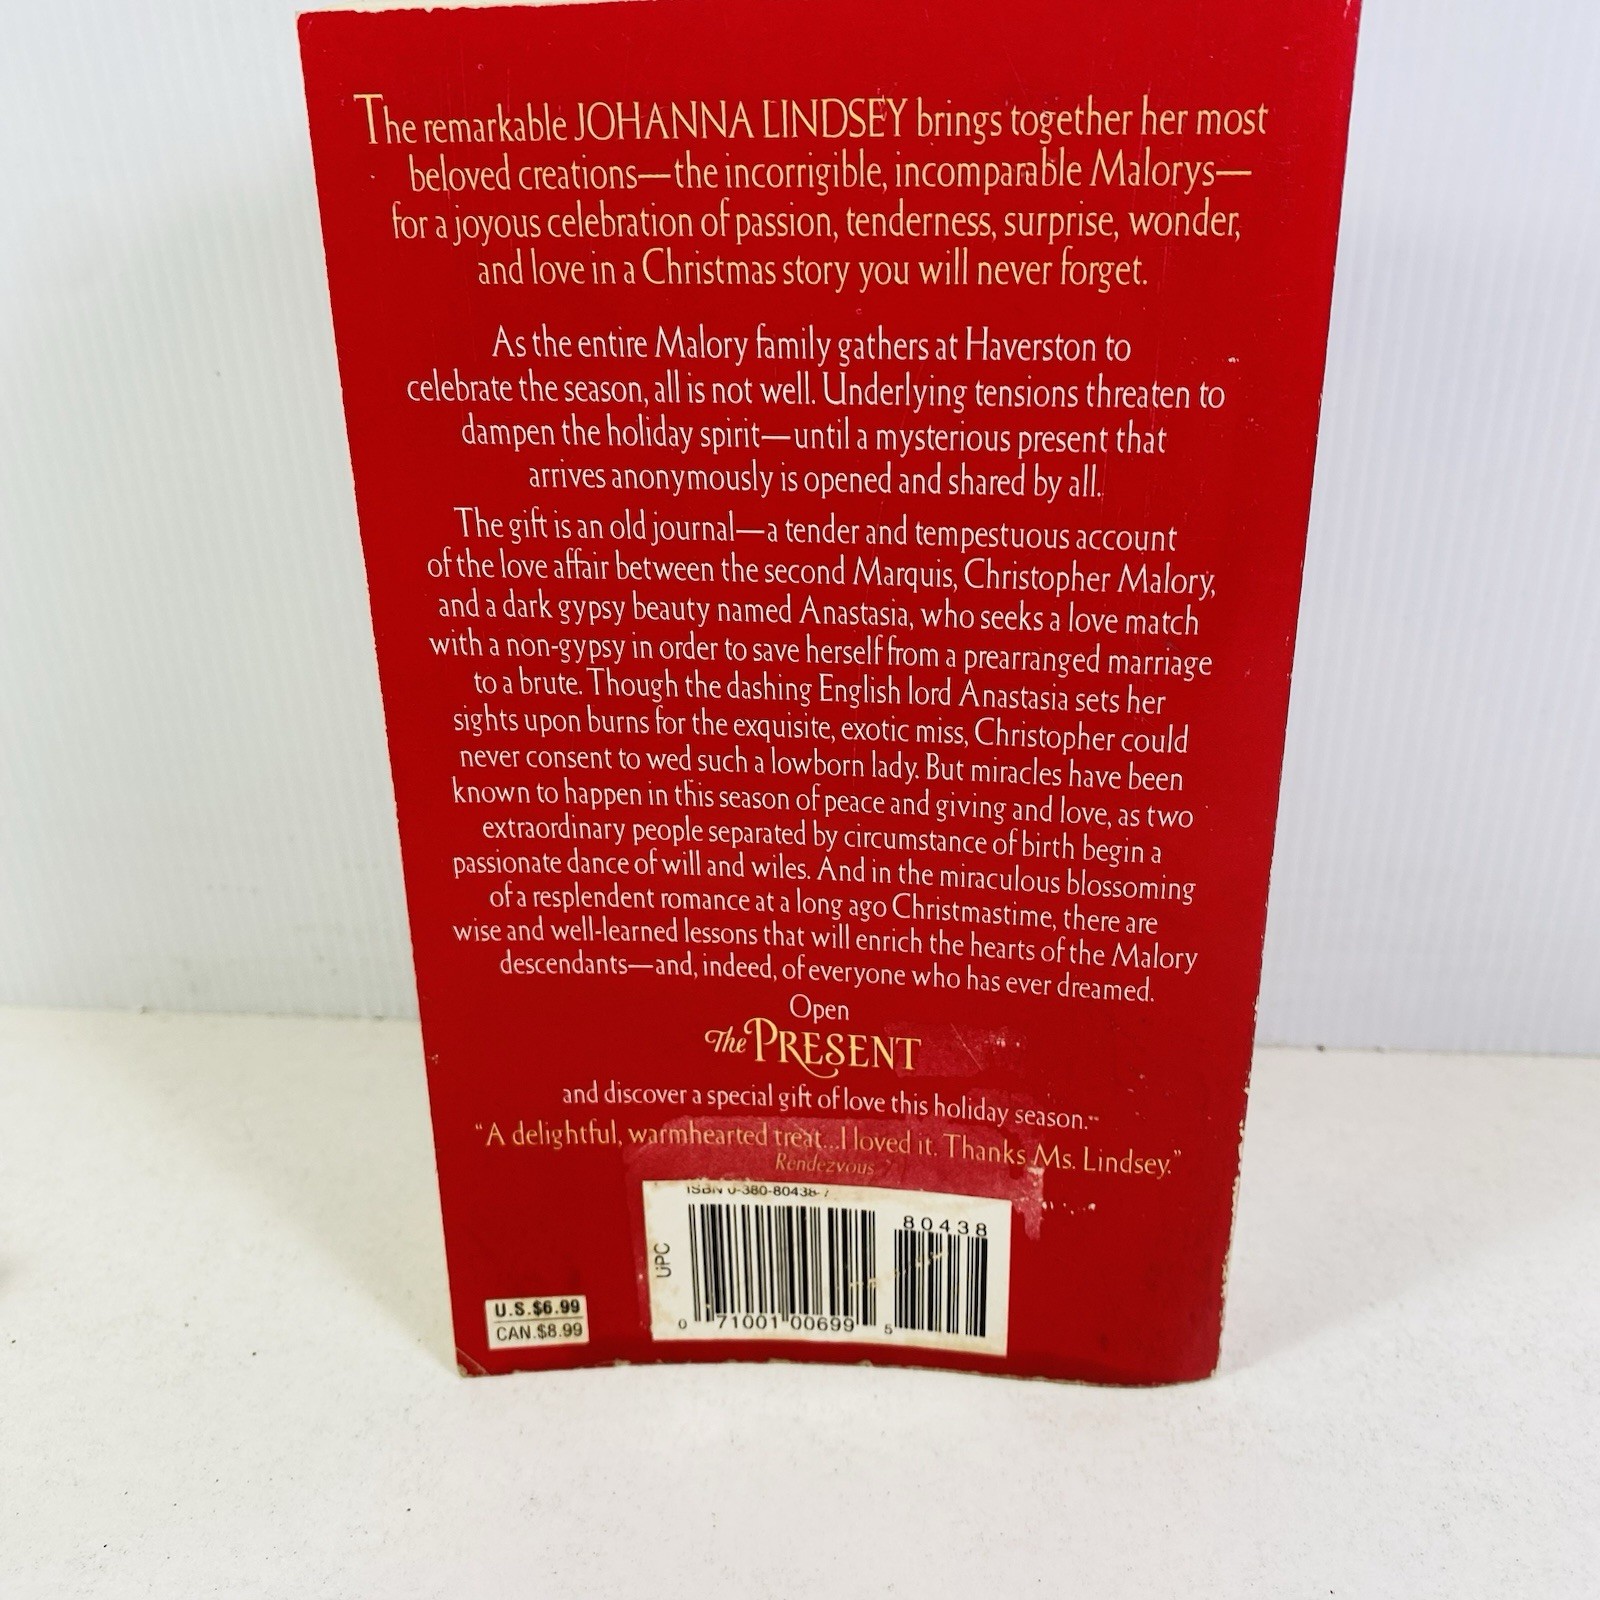 The remarkable JOHANNA LINDSEY brings together her most
beloved creations—the incorrigible, incomparable Malorys—
for a joyous celebration of passion, tenderness, surprise, wonder,
and love in a Christmas story you will never forget.
As the entire Malory family gathers at Haverston to
celebrate the season, all is not well. Underlying tensions threaten to
dampen the holiday spirit—until a mysterious present that
arrives anonymously is opened and shared by all.
The gift is an old journal—a tender and tempestuous account
of the love affair between the second Marquis, Christopher Malory,
and a dark gypsy beauty named Anastasia, who seeks a love match
with a non-gypsy in order to save herself from a prearranged marriage
to a brute. Though the dashing English lord Anastasia sets her
sights upon burns for the exquisite, exotic miss, Christopher could
never consent to wed such a lowborn lady. But miracles have been
known to happen in this season of peace and giving and love, as two
extraordinary people separated by circumstance of birth begin a
passionate dance of will and wiles. And in the miraculous blossoming
of a resplendent romance at a long ago Christmastime, there are
wise and well-learned lessons that will enrich the hearts of the Malory
descendants—and, indeed, of everyone who has ever dreamed.
Open
The PRESENT
and discover a special gift of love this holiday season.
"A delightful, warmhearted treat...I loved it. Thanks Ms. Lindsey."
Rendezvous
ISBN 0-380-80438-7
80438
UPC
0 71001 00699 5
U.S.$6.99
CAN.$8.99